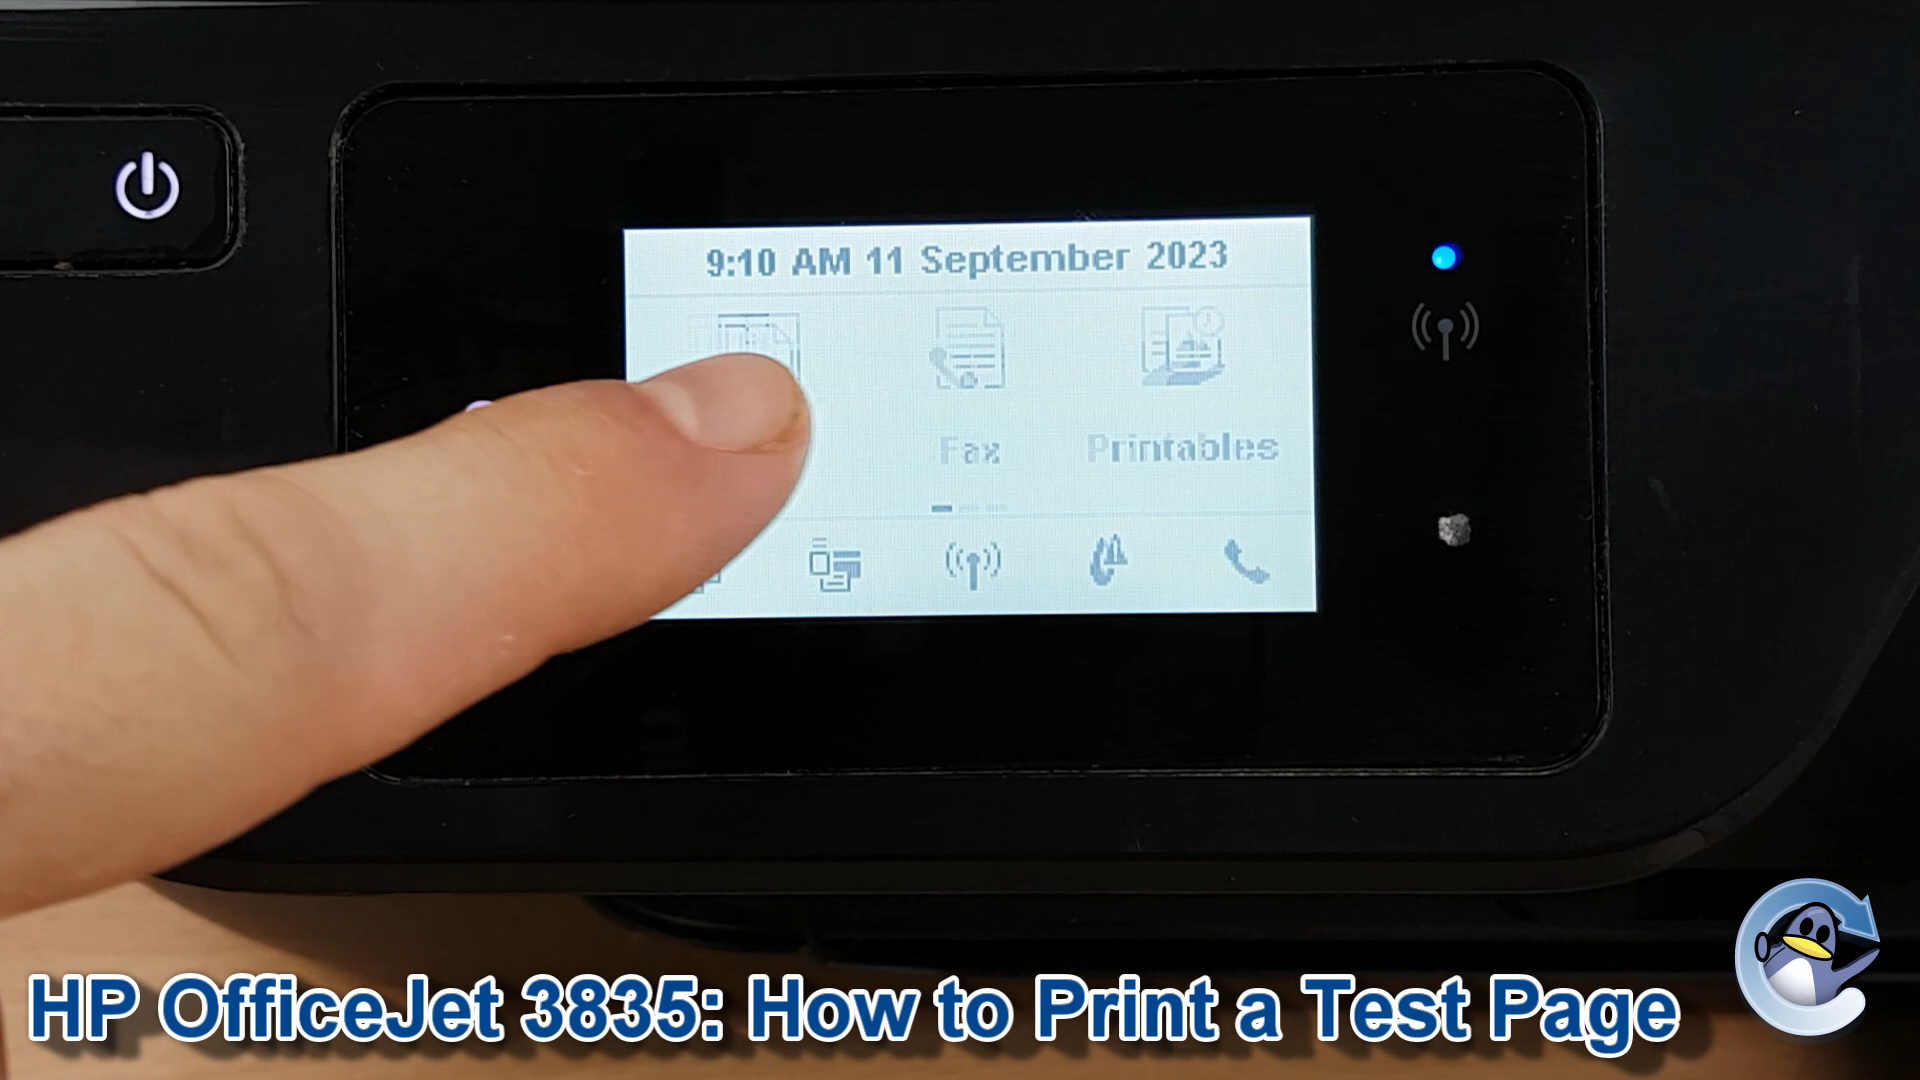 9:10 AM 11 September 2023
Fax
Printables
HP OfficeJet 3835: How to Print a Test Page